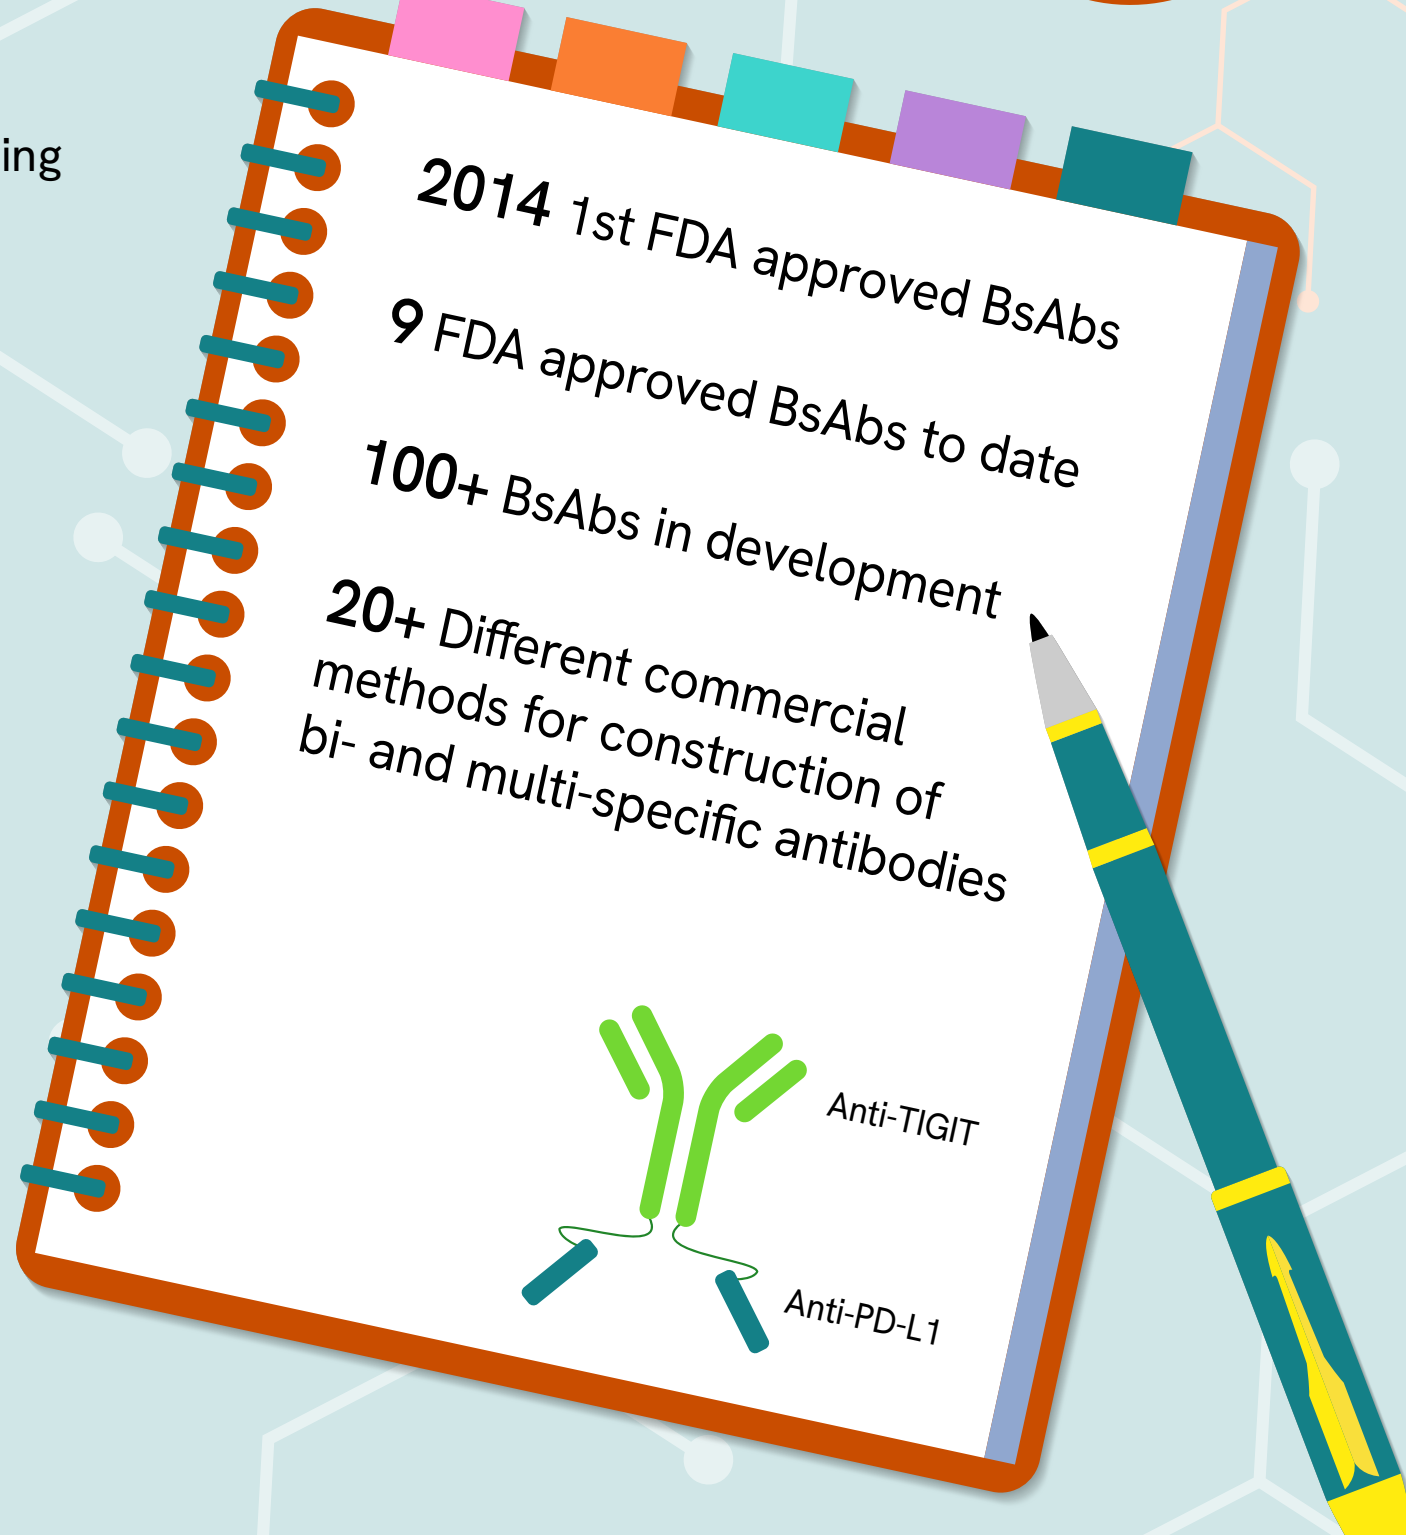 ing
2014 1st FDA approved BsAbs
9 FDA approved BsAbs to date
100+ BsAbs in development
20+ Different commercial
methods for construction of
bi- and multi-specific antibodies
Anti-TIGIT
Anti-PD-L1